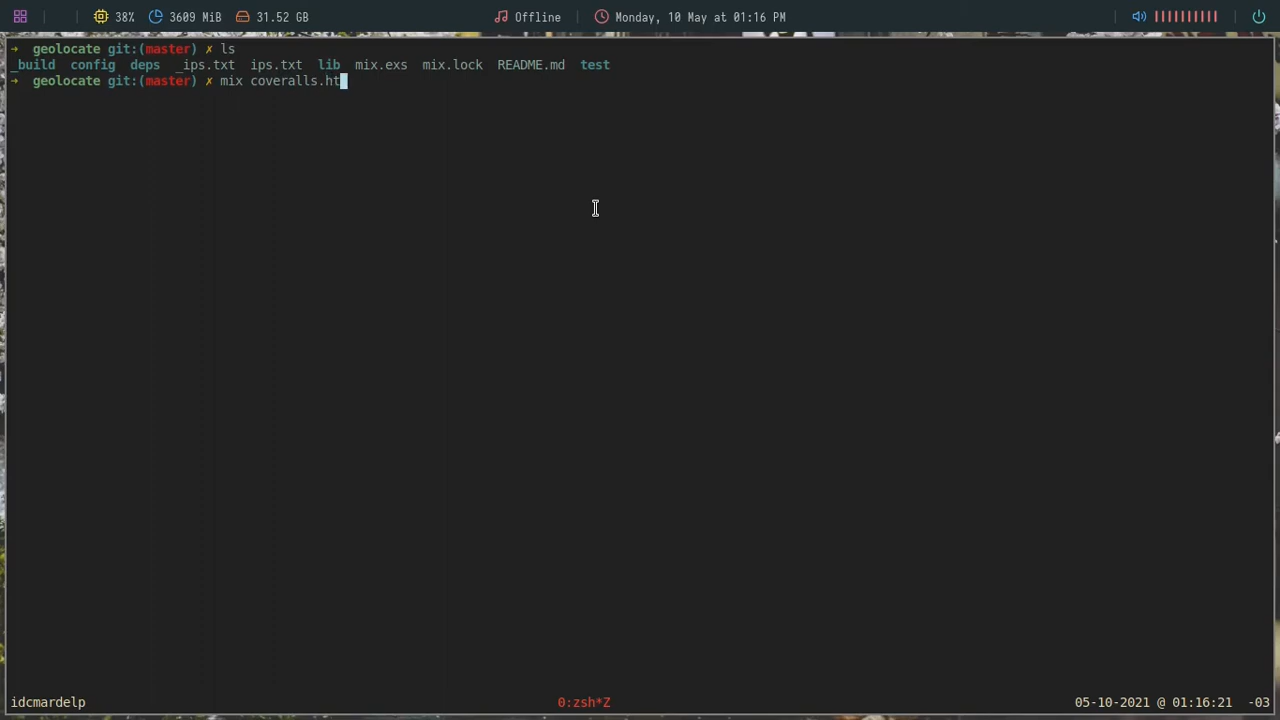 38% 3609 MiB 31.52 GB Offline Monday, 10 May at 01:16 PM
→ geolocate git:(master) ✗ ls
_build config deps _ips.txt ips.txt lib mix.exs mix.lock README.md test
→ geolocate git:(master) ✗ mix coveralls.ht
idcmardelp 0:zsh*Z 05-10-2021 @ 01:16:21 -03